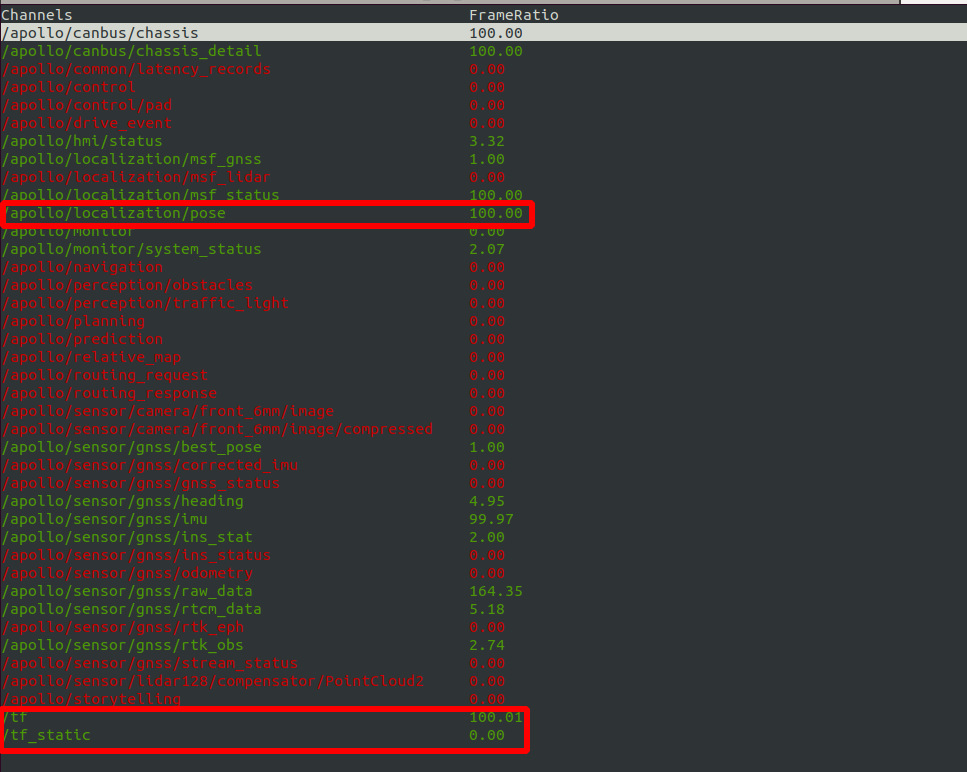 Channels FrameRatio
/apollo/canbus/chassis 100.00
/apollo/canbus/chassis_detail 100.00
/apollo/common/latency_records 0.00
/apollo/control 0.00
/apollo/control/pad 0.00
/apollo/drive_event 0.00
/apollo/hmi/status 3.32
/apollo/localization/msf_gnss 1.00
/apollo/localization/msf_lidar 0.00
/apollo/localization/msf_status 100.00
/apollo/localization/pose 100.00
/apollo/monitor 0.00
/apollo/monitor/system_status 2.07
/apollo/navigation 0.00
/apollo/perception/obstacles 0.00
/apollo/perception/traffic_light 0.00
/apollo/planning 0.00
/apollo/prediction 0.00
/apollo/relative_map 0.00
/apollo/routing_request 0.00
/apollo/routing_response 0.00
/apollo/sensor/camera/front_6mm/image 0.00
/apollo/sensor/camera/front_6mm/image/compressed 0.00
/apollo/sensor/gnss/best_pose 1.00
/apollo/sensor/gnss/corrected_imu 0.00
/apollo/sensor/gnss/gnss_status 0.00
/apollo/sensor/gnss/heading 4.95
/apollo/sensor/gnss/imu 99.97
/apollo/sensor/gnss/ins_stat 2.00
/apollo/sensor/gnss/ins_status 0.00
/apollo/sensor/gnss/odometry 0.00
/apollo/sensor/gnss/raw_data 164.35
/apollo/sensor/gnss/rtcm_data 5.18
/apollo/sensor/gnss/rtk_eph 0.00
/apollo/sensor/gnss/rtk_obs 2.74
/apollo/sensor/gnss/stream_status 0.00
/apollo/sensor/lidar128/compensator/PointCloud2 0.00
/apollo/storytelling 0.00
/tf 100.01
/tf_static 0.00